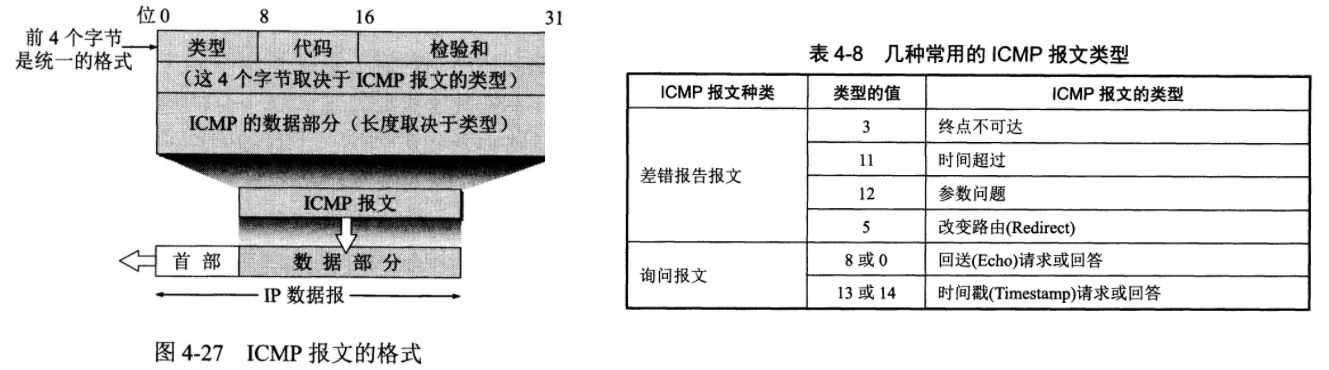 位 0 8 16 31
前 4 个字节
是统一的格式
类型 代码 检验和
（这 4 个字节取决于 ICMP 报文的类型）
ICMP 的数据部分（长度取决于类型）
ICMP 报文
首部 数据部分
IP 数据报
图 4-27 ICMP 报文的格式
表 4-8 几种常用的 ICMP 报文类型
ICMP 报文种类 类型的值 ICMP 报文的类型
差错报告报文
3 终点不可达
11 时间超过
12 参数问题
5 改变路由(Redirect)
询问报文
8 或 0 回送(Echo)请求或回答
13 或 14 时间戳(Timestamp)请求或回答